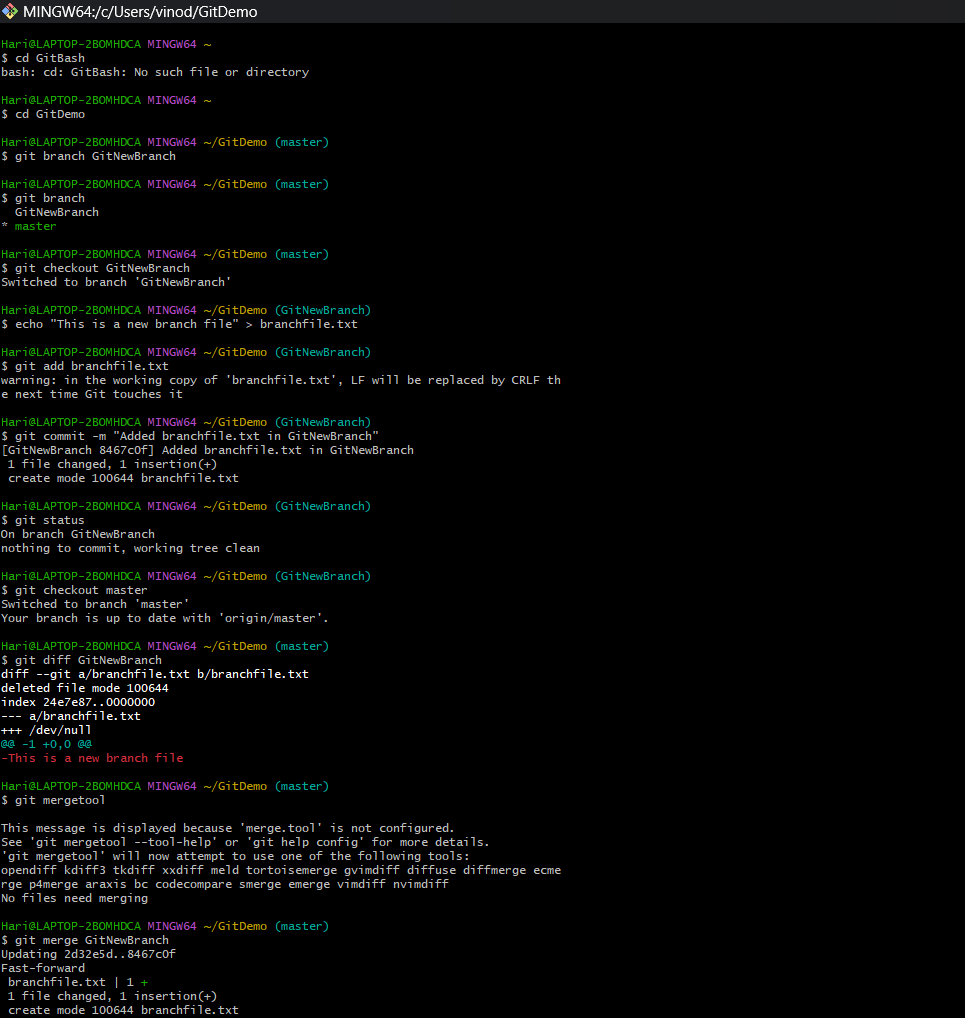 MINGW64:/c/Users/vinod/GitDemo
Hari@LAPTOP-2BOMHDCA MINGW64 ~
$ cd GitBash
bash: cd: GitBash: No such file or directory
Hari@LAPTOP-2BOMHDCA MINGW64 ~
$ cd GitDemo
Hari@LAPTOP-2BOMHDCA MINGW64 ~/GitDemo (master)
$ git branch GitNewBranch
Hari@LAPTOP-2BOMHDCA MINGW64 ~/GitDemo (master)
$ git branch
  GitNewBranch
* master
Hari@LAPTOP-2BOMHDCA MINGW64 ~/GitDemo (master)
$ git checkout GitNewBranch
Switched to branch 'GitNewBranch'
Hari@LAPTOP-2BOMHDCA MINGW64 ~/GitDemo (GitNewBranch)
$ echo "This is a new branch file" > branchfile.txt
Hari@LAPTOP-2BOMHDCA MINGW64 ~/GitDemo (GitNewBranch)
$ git add branchfile.txt
warning: in the working copy of 'branchfile.txt', LF will be replaced by CRLF th
e next time Git touches it
Hari@LAPTOP-2BOMHDCA MINGW64 ~/GitDemo (GitNewBranch)
$ git commit -m "Added branchfile.txt in GitNewBranch"
[GitNewBranch 8467c0f] Added branchfile.txt in GitNewBranch
 1 file changed, 1 insertion(+)
 create mode 100644 branchfile.txt
Hari@LAPTOP-2BOMHDCA MINGW64 ~/GitDemo (GitNewBranch)
$ git status
On branch GitNewBranch
nothing to commit, working tree clean
Hari@LAPTOP-2BOMHDCA MINGW64 ~/GitDemo (GitNewBranch)
$ git checkout master
Switched to branch 'master'
Your branch is up to date with 'origin/master'.
Hari@LAPTOP-2BOMHDCA MINGW64 ~/GitDemo (master)
$ git diff GitNewBranch
diff --git a/branchfile.txt b/branchfile.txt
deleted file mode 100644
index 24e7e87..0000000
--- a/branchfile.txt
+++ /dev/null
@@ -1 +0,0 @@
-This is a new branch file
Hari@LAPTOP-2BOMHDCA MINGW64 ~/GitDemo (master)
$ git mergetool
This message is displayed because 'merge.tool' is not configured.
See 'git mergetool --tool-help' or 'git help config' for more details.
'git mergetool' will now attempt to use one of the following tools:
opendiff kdiff3 tkdiff xxdiff meld tortoisemerge gvimdiff diffuse diffmerge ecme
rge p4merge araxis bc codecompare smerge emerge vimdiff nvimdiff
No files need merging
Hari@LAPTOP-2BOMHDCA MINGW64 ~/GitDemo (master)
$ git merge GitNewBranch
Updating 2d32e5d..8467c0f
Fast-forward
 branchfile.txt | 1 +
 1 file changed, 1 insertion(+)
 create mode 100644 branchfile.txt